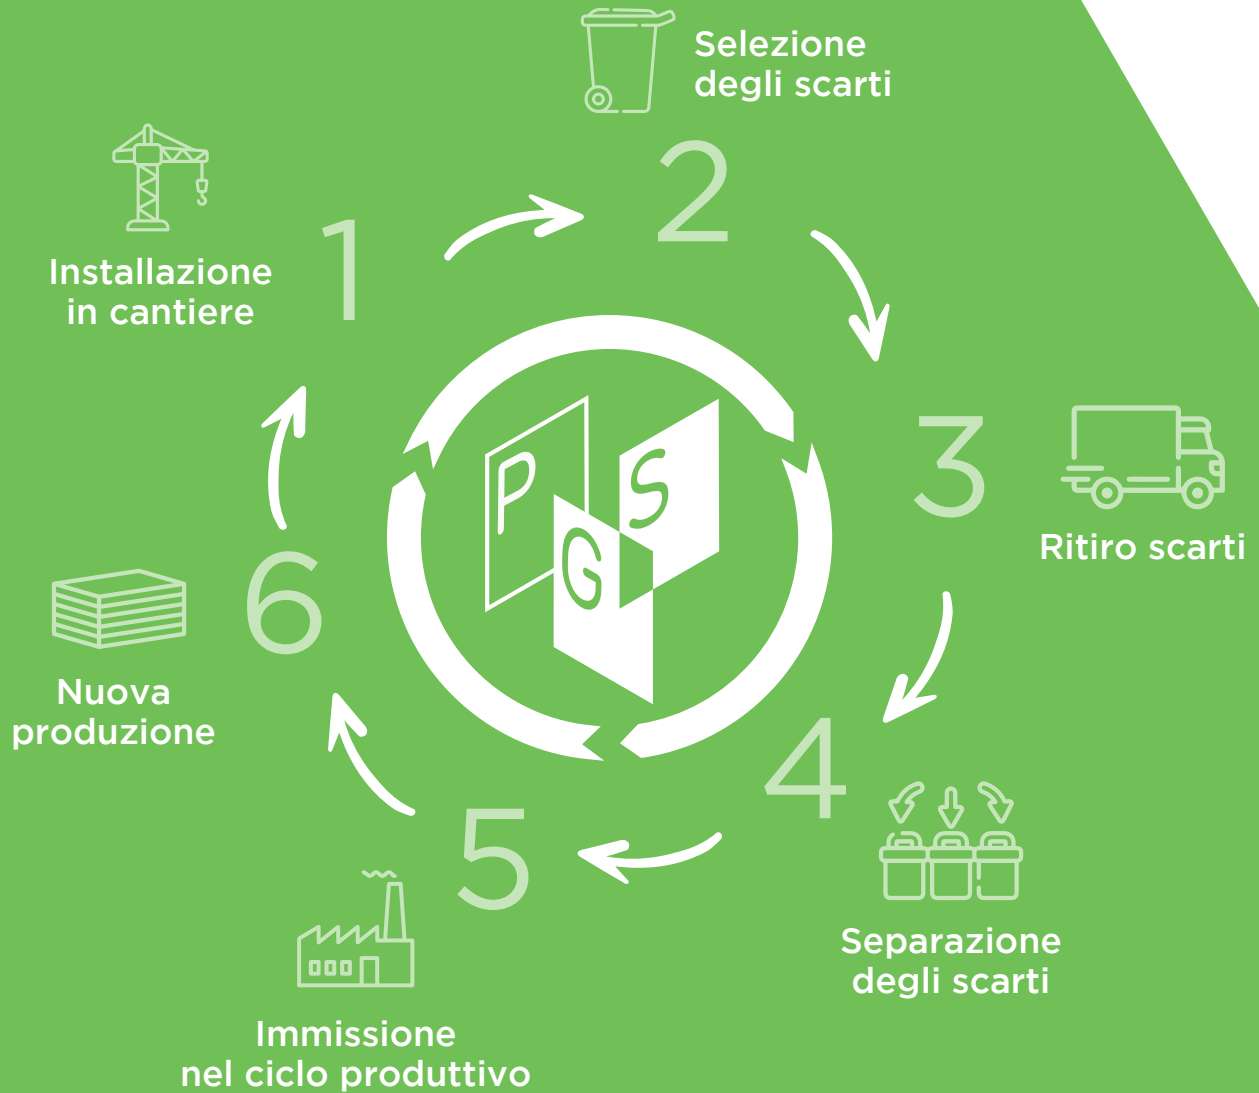 1
Installazione
in cantiere
2
Selezione
degli scarti
3
Ritiro scarti
4
Separazione
degli scarti
5
Immissione
nel ciclo produttivo
6
Nuova
produzione
P
G
S